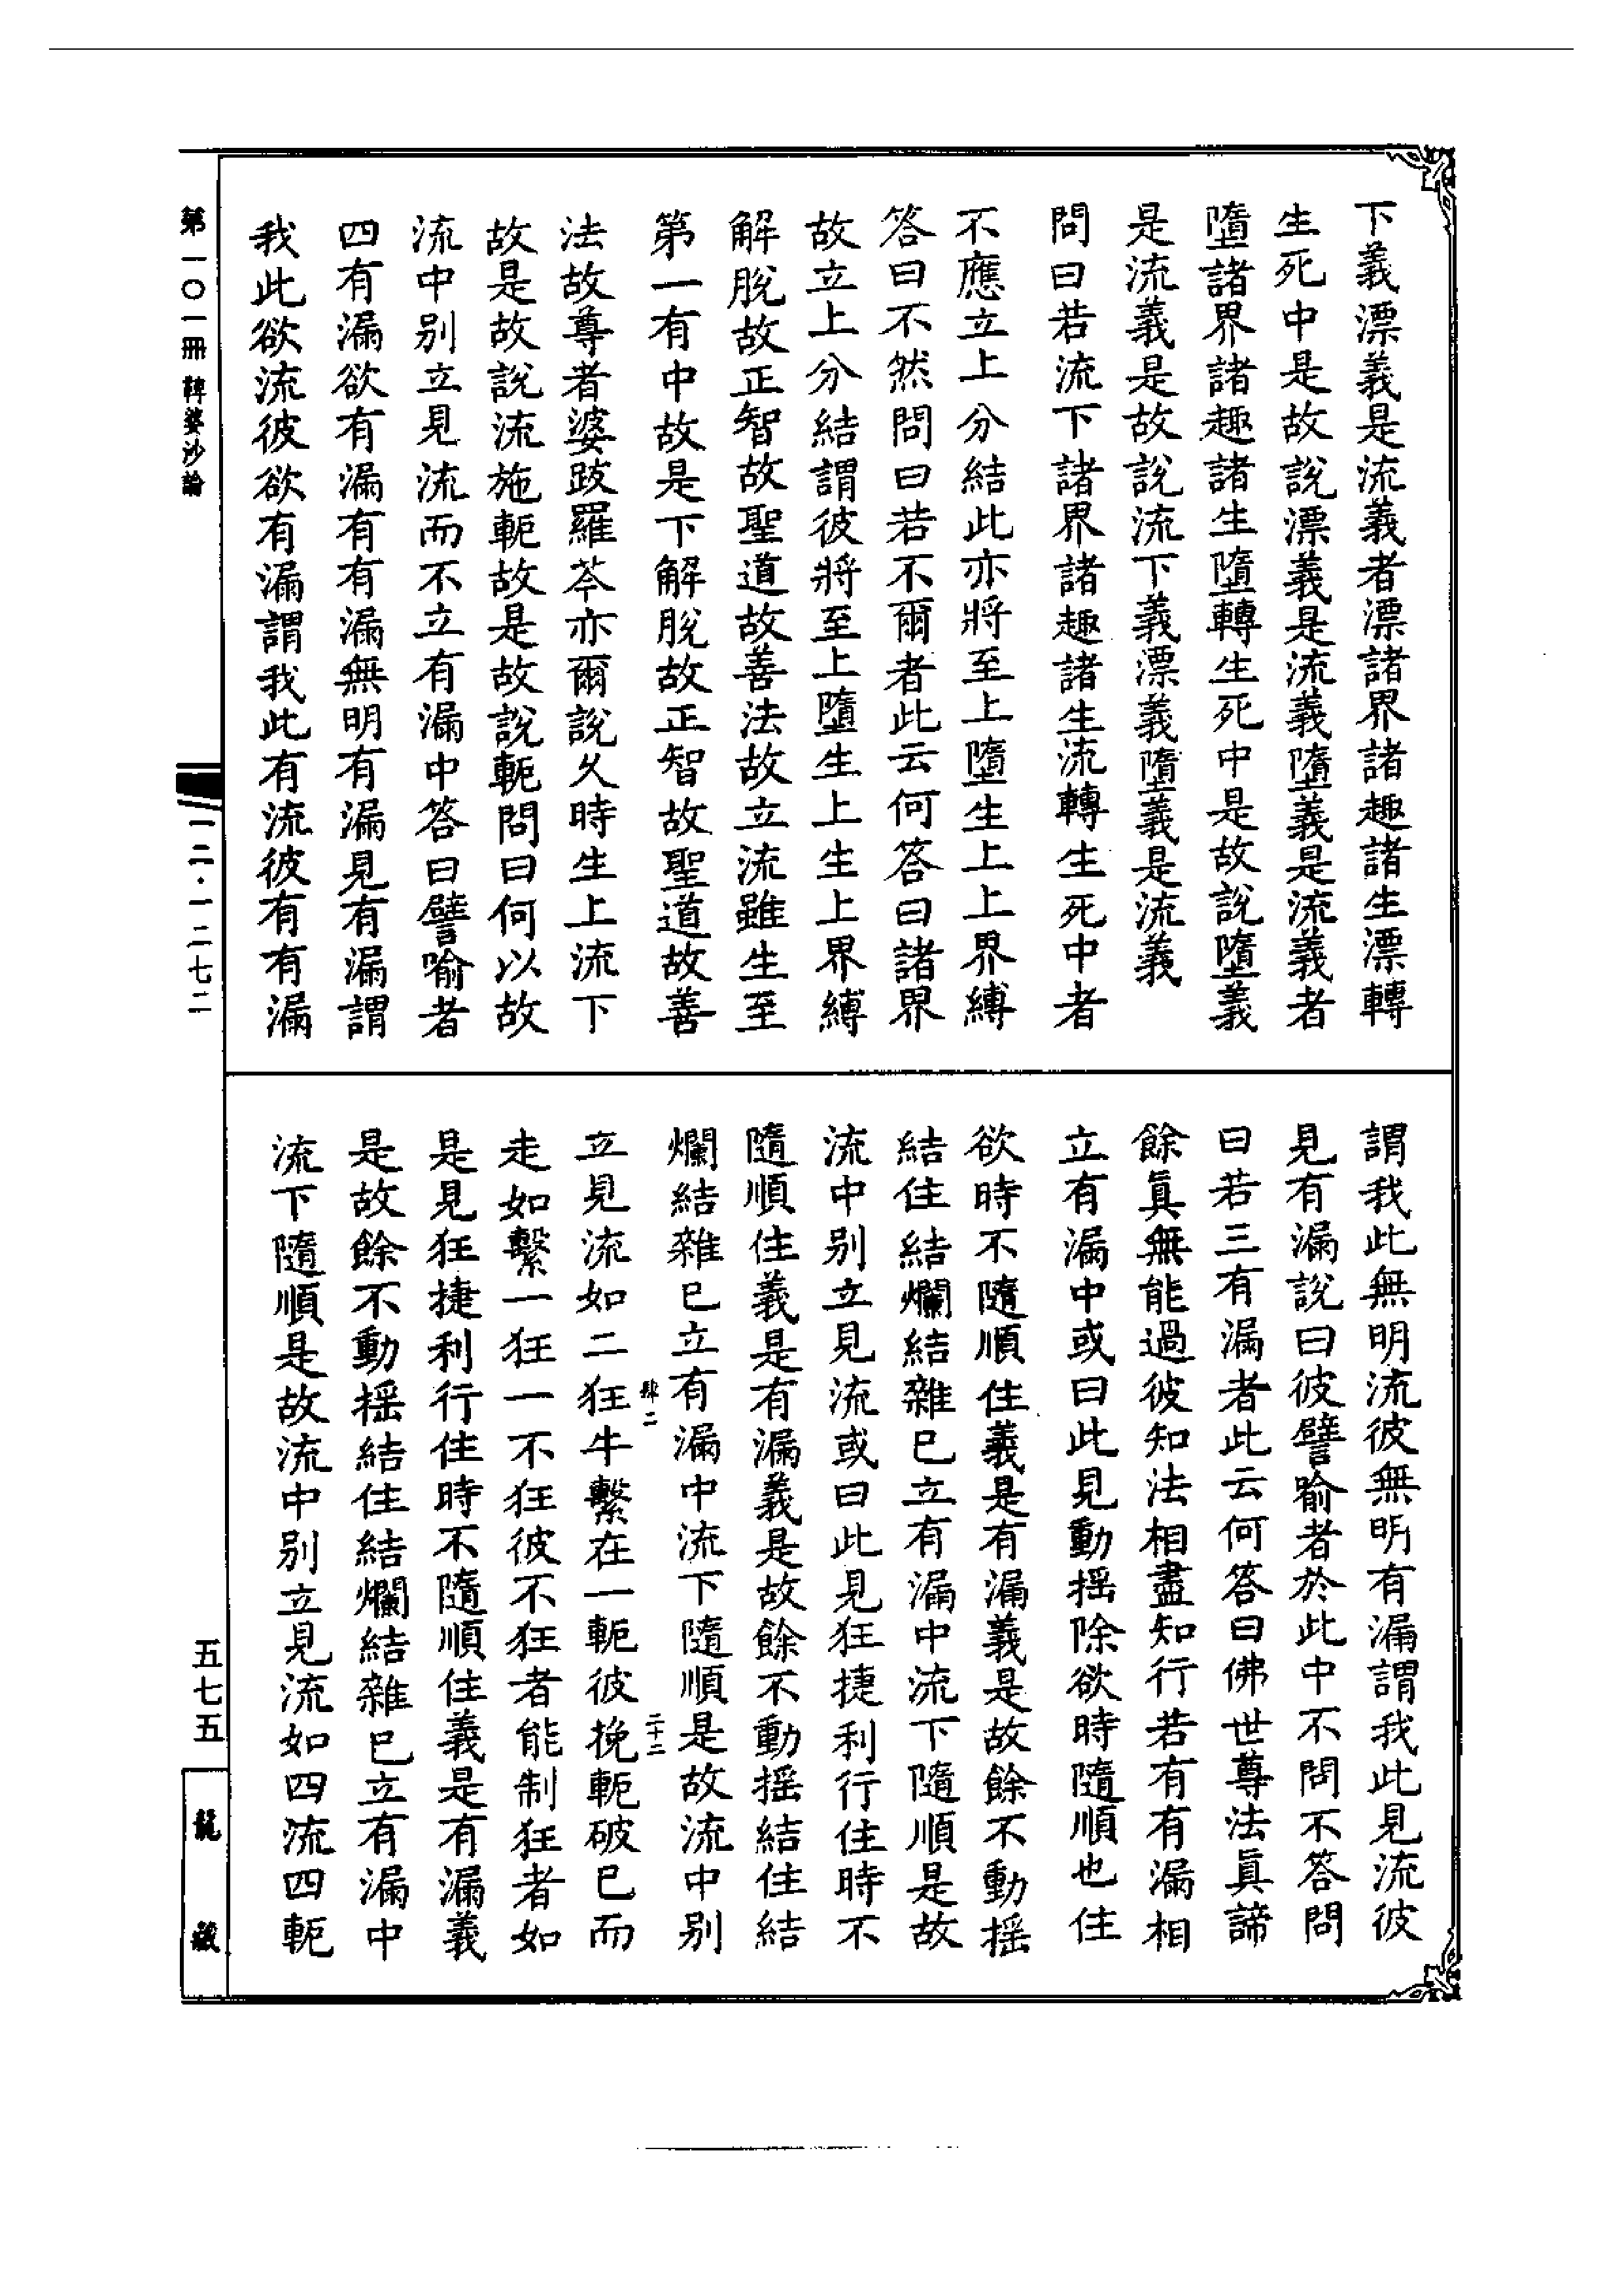 下義漂義是流義者漂諸界諸趣諸生漂轉
生死中是故說漂義是流義墮義是流義者
墮諸界諸趣諸生墮轉生死中是故說墮義
是流義是故說流下義漂義墮義是流義
問曰若流下諸界諸趣諸生流轉生死中者
不應立上分結此亦將至上墮生上上界縛
答曰不然問曰若不爾者此云何答曰諸界
故立上分結謂彼將至上墮生上生上界縛
解脫故正智故聖道故善法故立流雖生至
第一有中故是下解脫故正智故聖道故善
法故尊者婆跋羅茶亦爾說久時生上流下
故是故說流施軛故是故說軛問曰何以故
流中別立見流而不立有漏中答曰譬喻者
四有漏欲有漏有有漏無明有漏見有漏謂
我此欲流彼欲有漏謂我此有流彼有有漏
謂我此無明流彼無明有漏謂我此見流彼
見有漏說曰彼譬喻者於此中不問不答問
曰若三有漏者此云何答曰佛世尊法真諦
餘真無能過彼知法相盡知行若有有漏相
立有漏中或曰此見動搖除欲時隨順也住
欲時不隨順住義是有漏義是故餘不動搖
結住結爛結雜已立有漏中流下隨順是故
流中別立見流或曰此見狂捷利行住時不
隨順住義是有漏義是故餘不動搖結住結
爛結雜已立有漏中流下隨順是故流中別
肆二
二十二
立見流如二狂牛繫在一軛彼挽軛破已而
走如繫一狂一不狂彼不狂者能制狂者如
是見狂捷利行住時不隨順住義是有漏義
是故餘不動搖結住結爛結雜已立有漏中
流下隨順是故流中別立見流如四流四軛
第一〇一冊 鞞婆沙論
一二·一二七二
五七五
龍藏